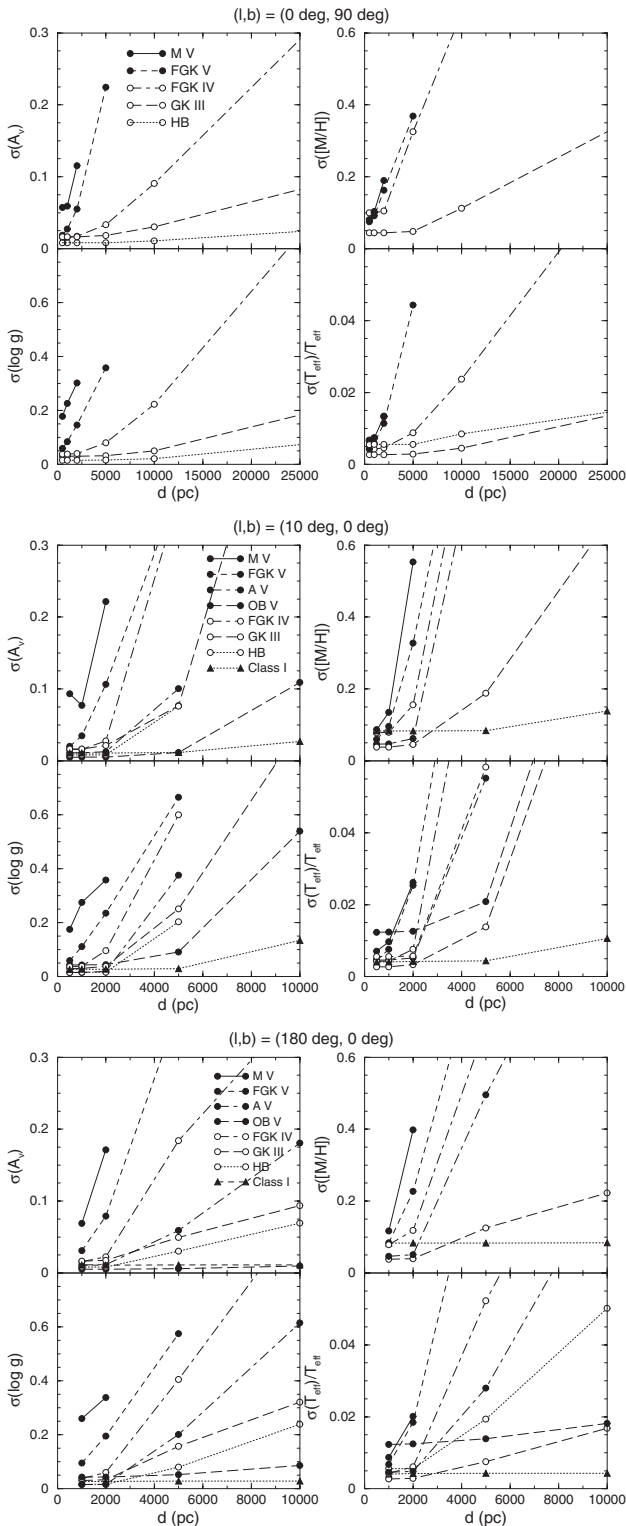 (l,b) = (0 deg, 90 deg)
0.3
0.2
0.1
0
σ(Aᵥ)
M V
FGK V
FGK IV
GK III
HB
0.6
0.4
0.2
0
σ([M/H])
0.6
0.4
0.2
0
σ(log g)
0 5000 10000 15000 20000 25000
d (pc)
0.04
0.02
0
σ(T_eff)/T_eff
0 5000 10000 15000 20000 25000
d (pc)
(l,b) = (10 deg, 0 deg)
0.3
0.2
0.1
0
σ(Aᵥ)
M V
FGK V
A V
OB V
FGK IV
GK III
HB
Class I
0.6
0.4
0.2
0
σ([M/H])
0.6
0.4
0.2
0
σ(log g)
0 2000 4000 6000 8000 10000
d (pc)
0.04
0.02
0
σ(T_eff)/T_eff
0 2000 4000 6000 8000 10000
d (pc)
(l,b) = (180 deg, 0 deg)
0.3
0.2
0.1
0
σ(Aᵥ)
M V
FGK V
A V
OB V
FGK IV
GK III
HB
Class I
0.6
0.4
0.2
0
σ([M/H])
0.6
0.4
0.2
0
σ(log g)
0 2000 4000 6000 8000 10000
d (pc)
0.04
0.02
0
σ(T_eff)/T_eff
0 2000 4000 6000 8000 10000
d (pc)